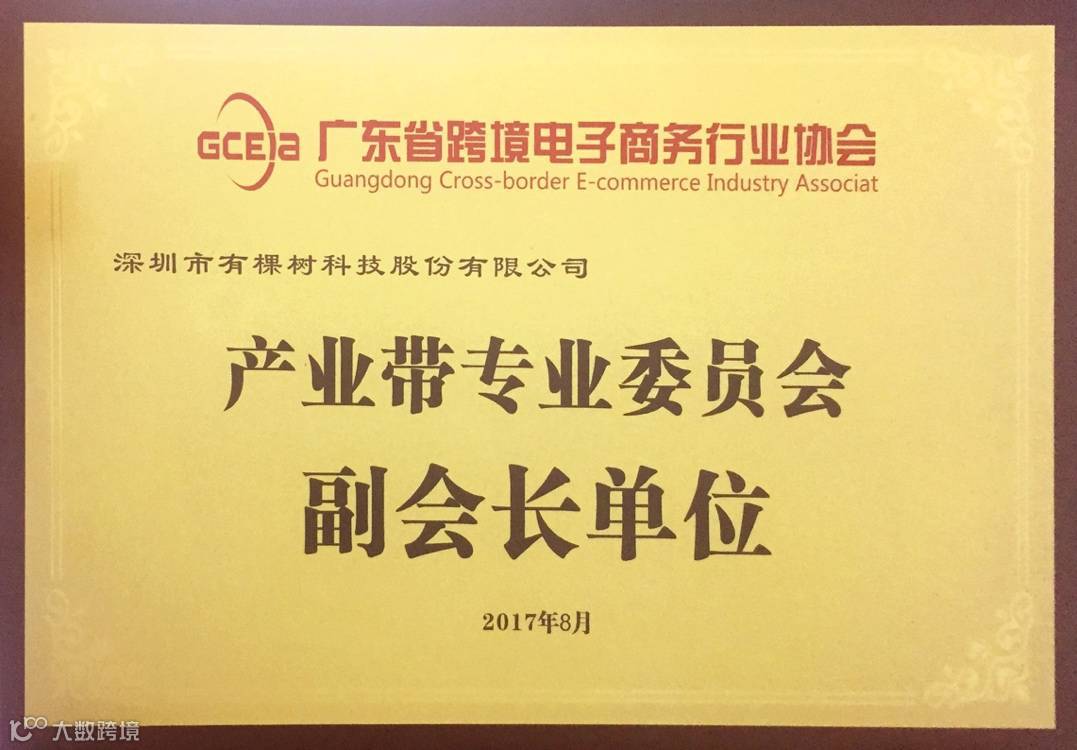 GCEia 广东省跨境电子商务行业协会
Guangdong Cross-border E-commerce Industry Associat
深圳市有棵树科技股份有限公司
产业带专业委员会
副会长单位
2017年8月
大数跨境